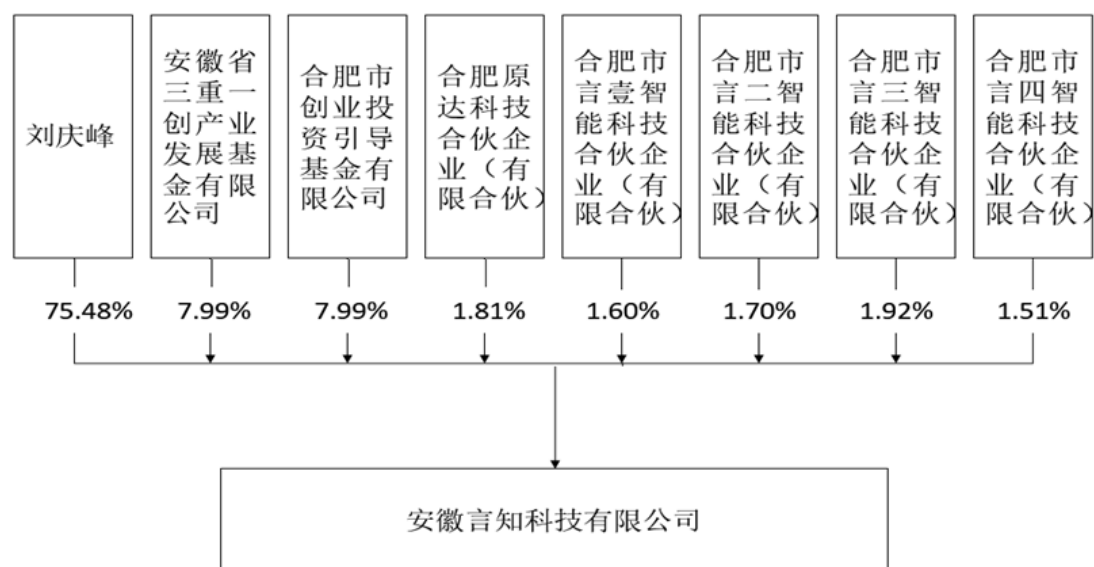 刘庆峰
安徽省
三重一
创产业
发展基
金有限
公司
合肥市
创业投
资引导
基金有
限公司
合肥原
达科技
合伙企
业（有
限合伙）
合肥市
言壹智
能科技
合伙企
业（有
限合伙）
合肥市
言二智
能科技
合伙企
业（有
限合伙）
合肥市
言三智
能科技
合伙企
业（有
限合伙）
合肥市
言四智
能科技
合伙企
业（有
限合伙）
75.48%
7.99%
7.99%
1.81%
1.60%
1.70%
1.92%
1.51%
安徽言知科技有限公司